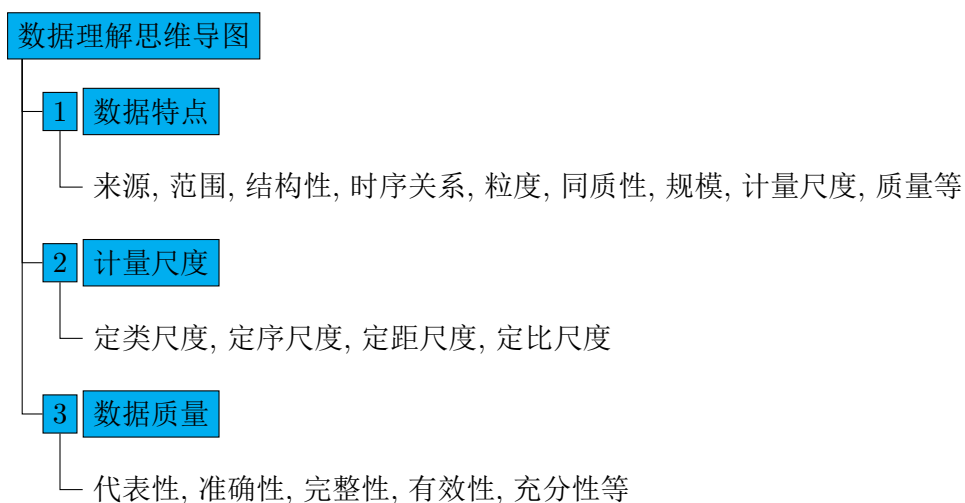 数据理解思维导图
1 数据特点
来源, 范围, 结构性, 时序关系, 粒度, 同质性, 规模, 计量尺度, 质量等
2 计量尺度
定类尺度, 定序尺度, 定距尺度, 定比尺度
3 数据质量
代表性, 准确性, 完整性, 有效性, 充分性等